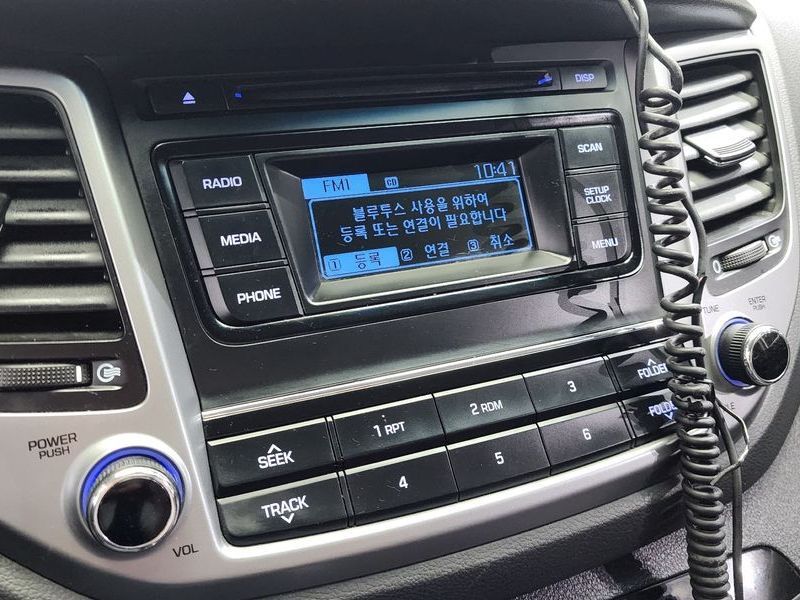 DISP
RADIO
FM1
CD
10:41
SCAN
블루투스 사용을 위하여
등록 또는 연결이 필요합니다
① 등록 ② 연결 ③ 취소
MEDIA
SETUP
CLOCK
PHONE
MENU
0
TUNE
ENTER
PUSH
POWER
PUSH
SEEK
1 RPT
2 RDM
3
FOLDER
TRACK
4
5
6
VOL